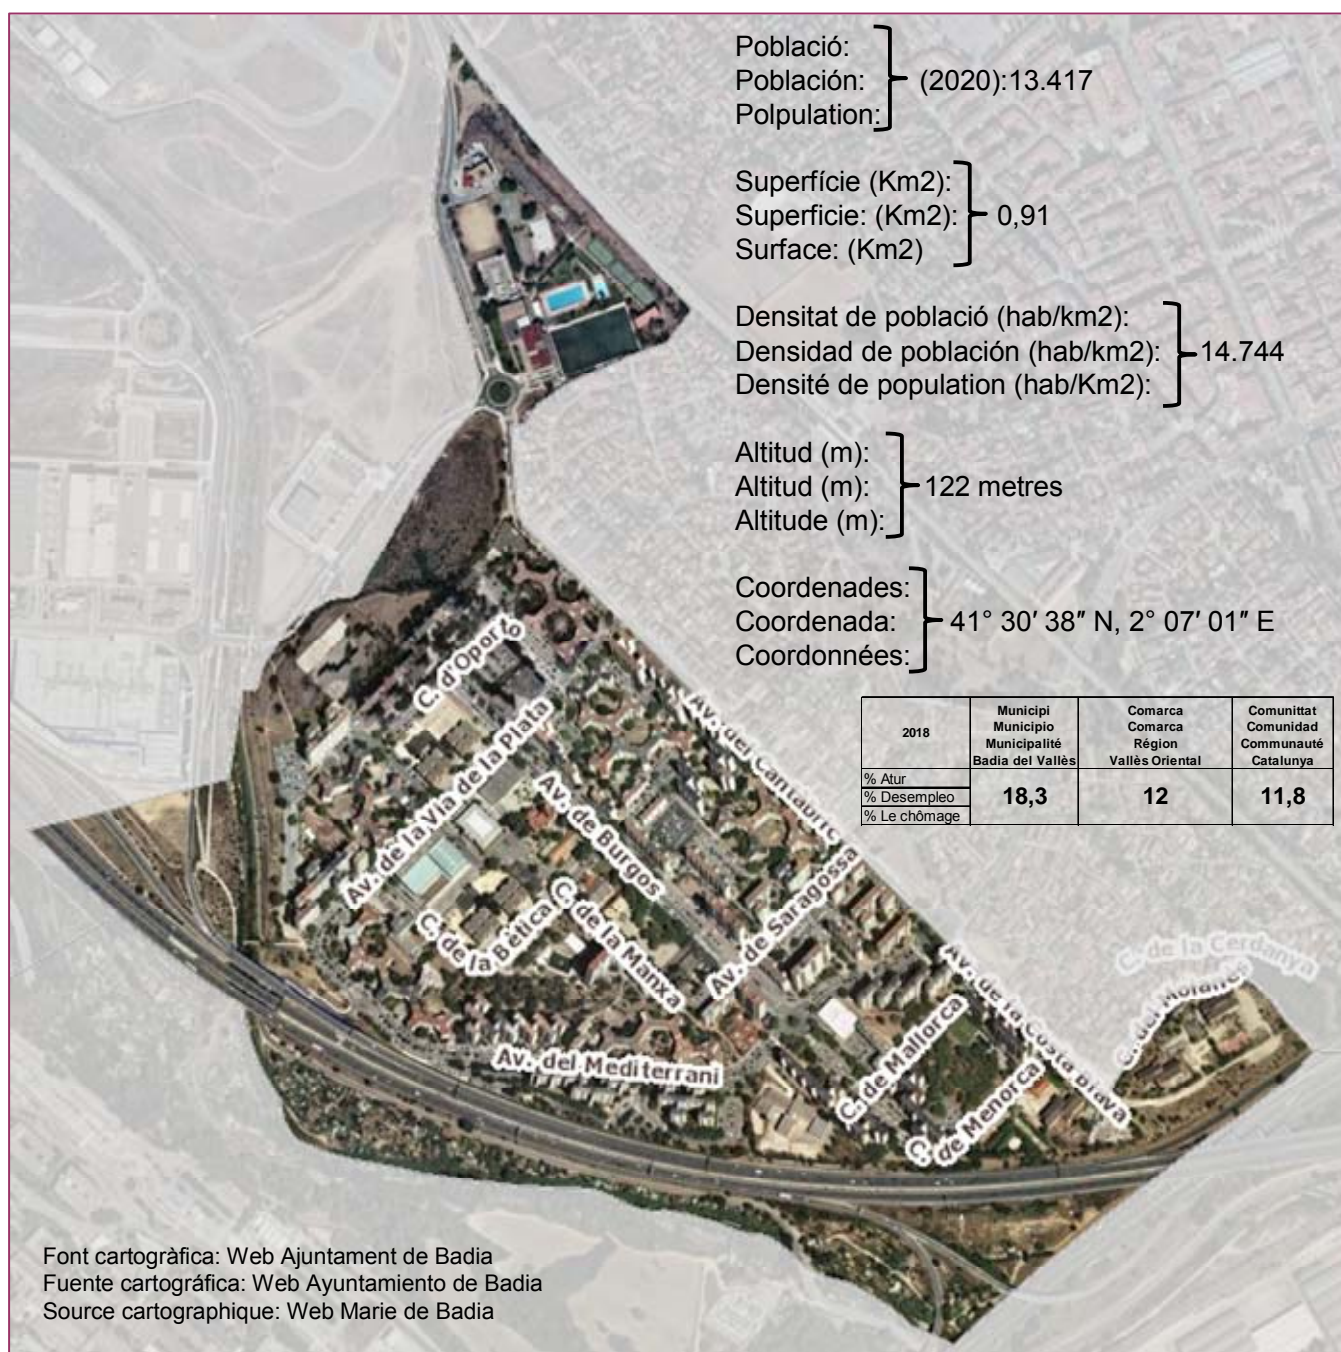 Població:
Población:
Polpulation:
(2020):13.417
Superfície (Km2):
Superficie: (Km2):
Surface: (Km2)
0,91
Densitat de població (hab/km2):
Densidad de población (hab/km2):
Densité de population (hab/Km2):
14.744
Altitud (m):
Altitud (m):
Altitude (m):
122 metres
Coordenades:
Coordenada:
Coordonnées:
41° 30′ 38″ N, 2° 07′ 01″ E
2018
Municipi
Municipio
Municipalité
Badia del Vallès
Comarca
Comarca
Région
Vallès Oriental
Comunittat
Comunidad
Communauté
Catalunya
% Atur
% Desempleo
% Le chômage
18,3
12
11,8
C. d'Oporto
Av. de la Via de la Plata
Av. del Cantàbric
Av. de Burgos
Av. de Saragossa
C. de la Bètica
C. de la Manxa
Av. del Mediterrani
Av. de la Costa Brava
C. de Mallorca
C. de Menorca
C. de la Cerdanya
C. del
Font cartogràfica: Web Ajuntament de Badia
Fuente cartográfica: Web Ayuntamiento de Badia
Source cartographique: Web Marie de Badia